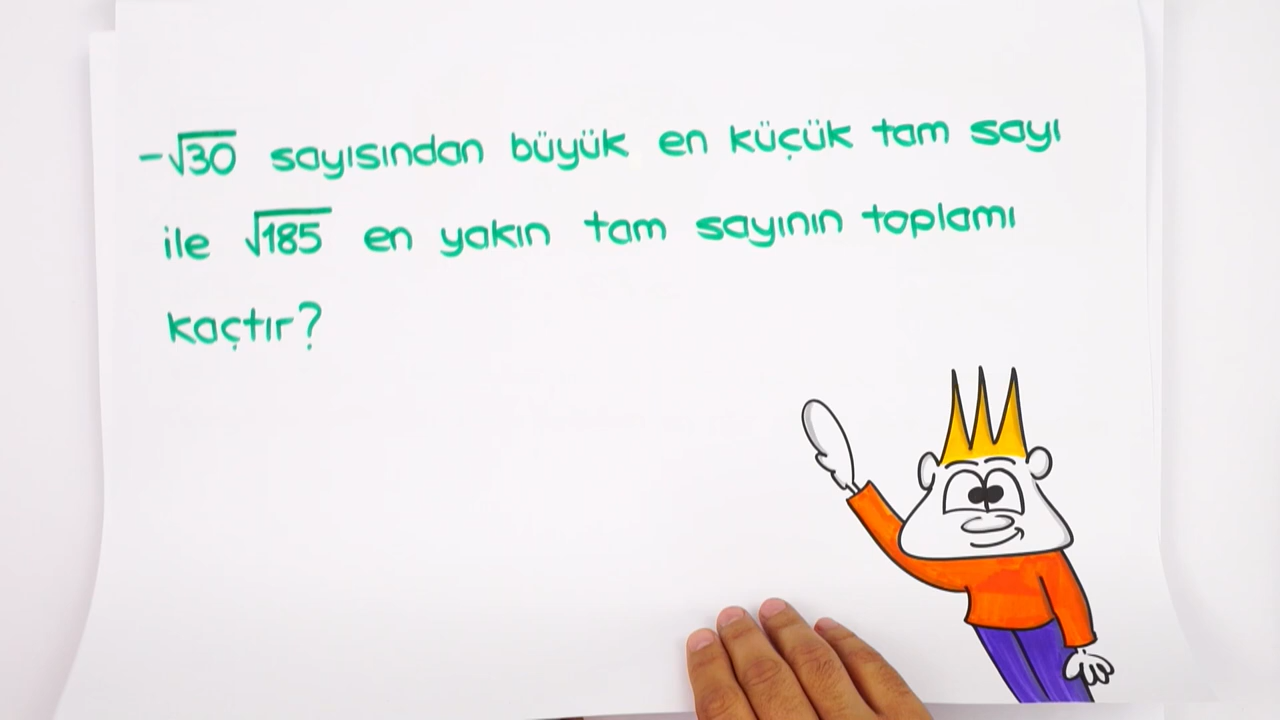 -√30 sayısından büyük en küçük tam sayı
ile √185 en yakın tam sayının toplamı
kaçtır?